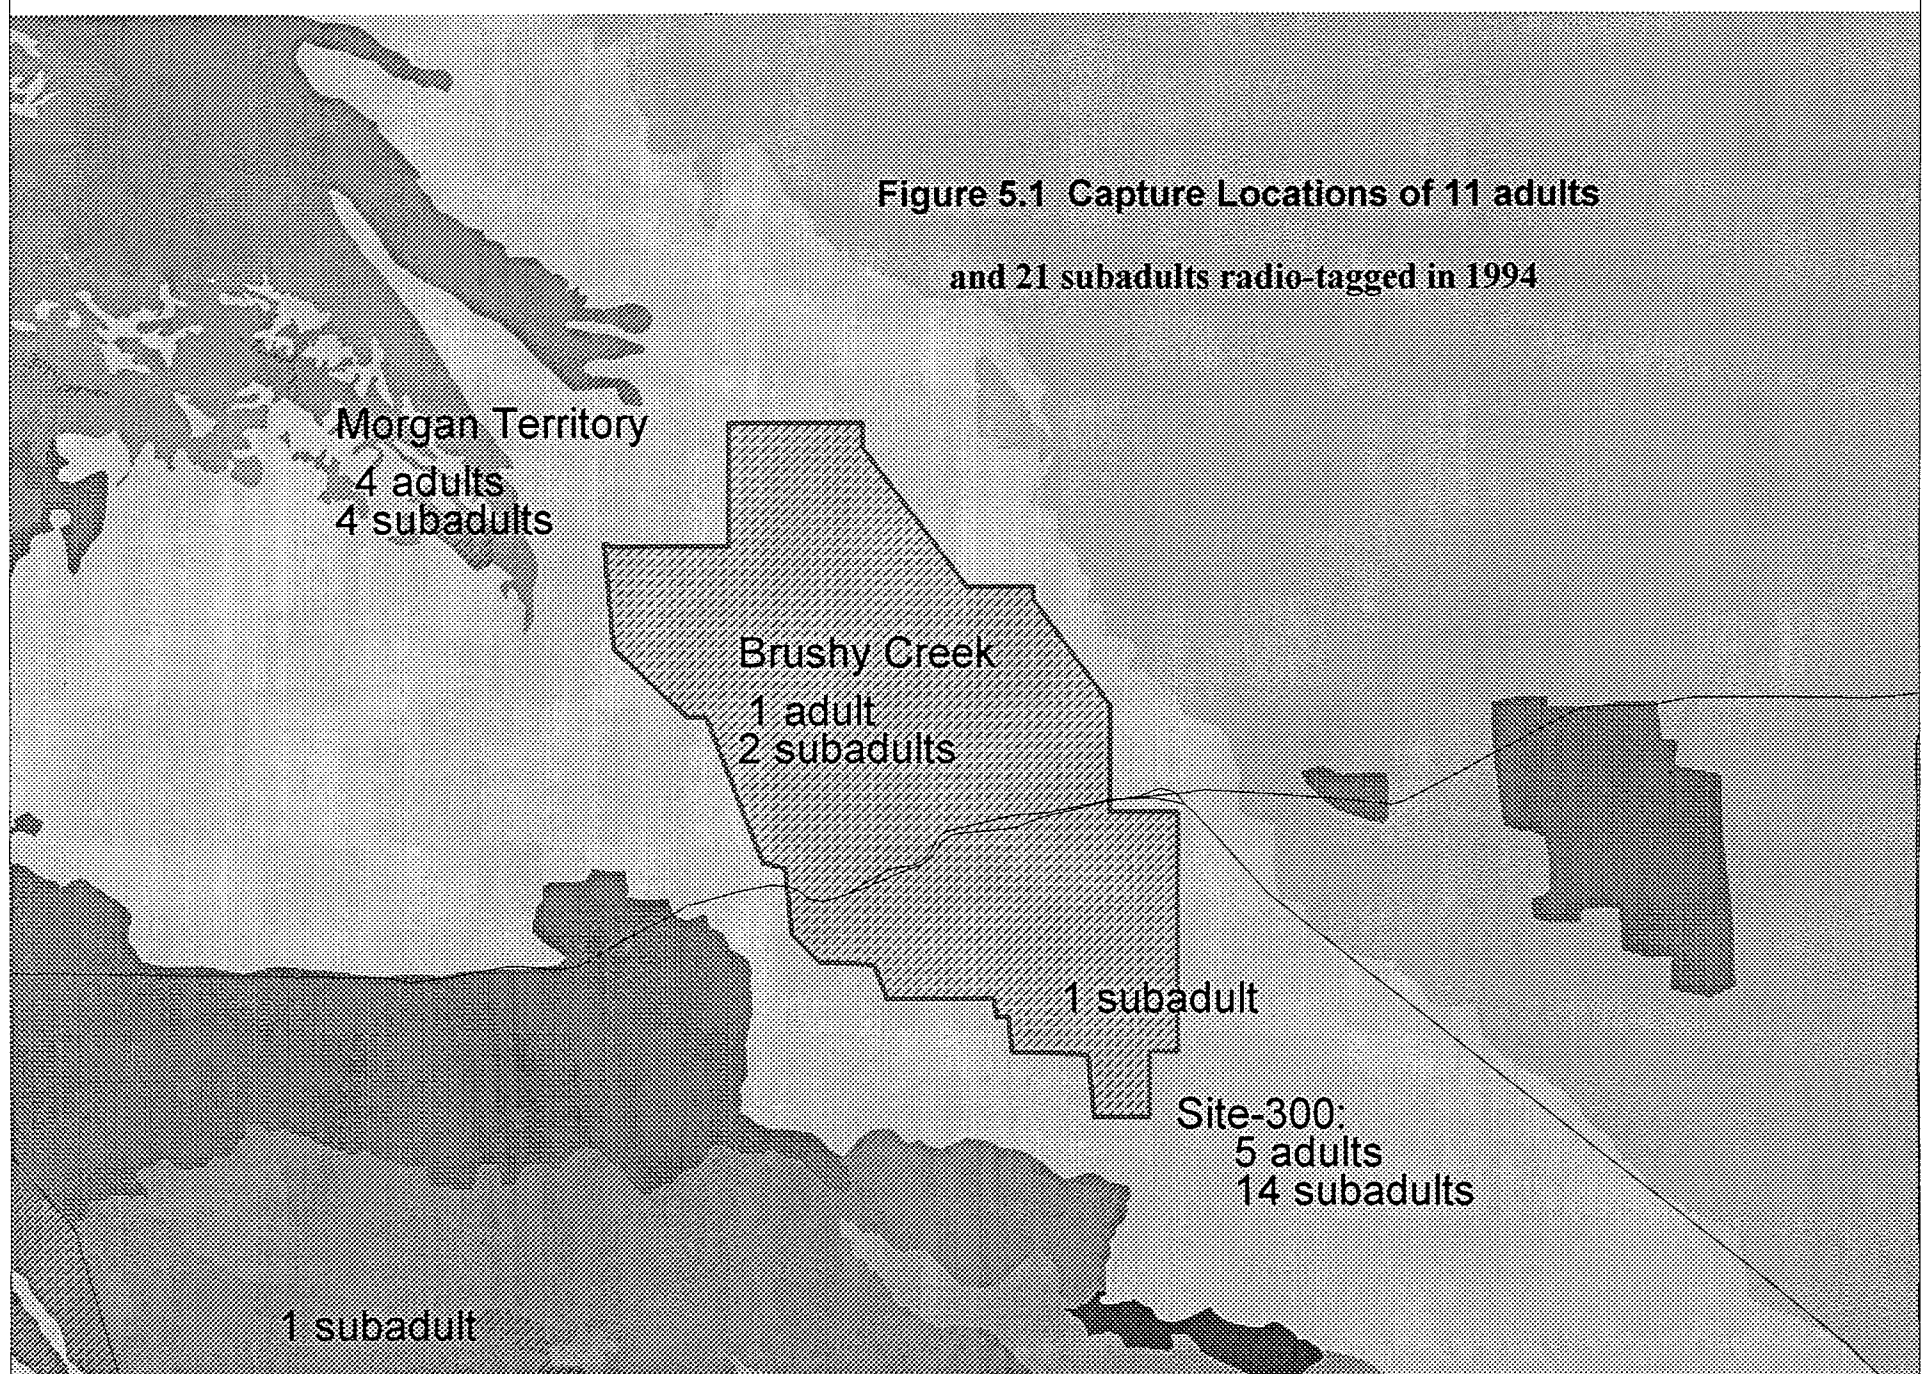 Figure 5.1 Capture Locations of 11 adults
and 21 subadults radio-tagged in 1994
Morgan Territory
4 adults
4 subadults
Brushy Creek
1 adult
2 subadults
1 subadult
Site-300:
5 adults
14 subadults
1 subadult